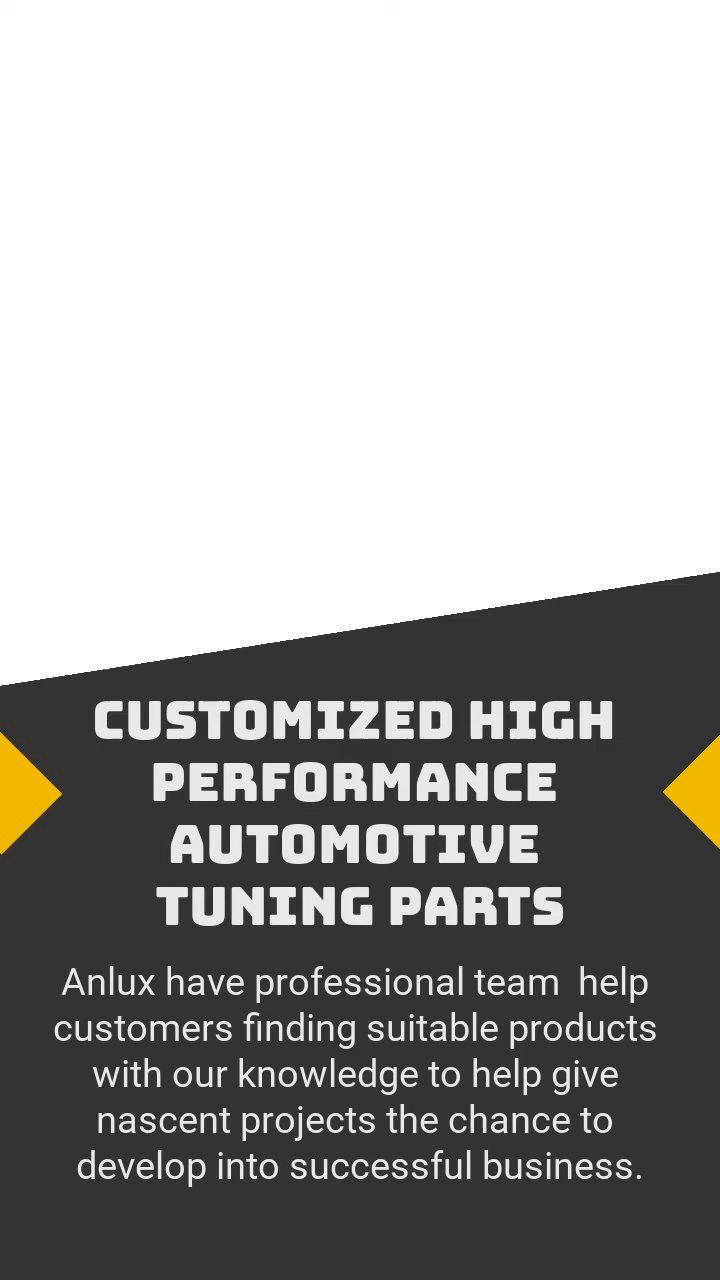 CUSTOMIZED HIGH
PERFORMANCE
AUTOMOTIVE
TUNING PARTS
Anlux have professional team  help
customers finding suitable products
with our knowledge to help give
nascent projects the chance to
develop into successful business.